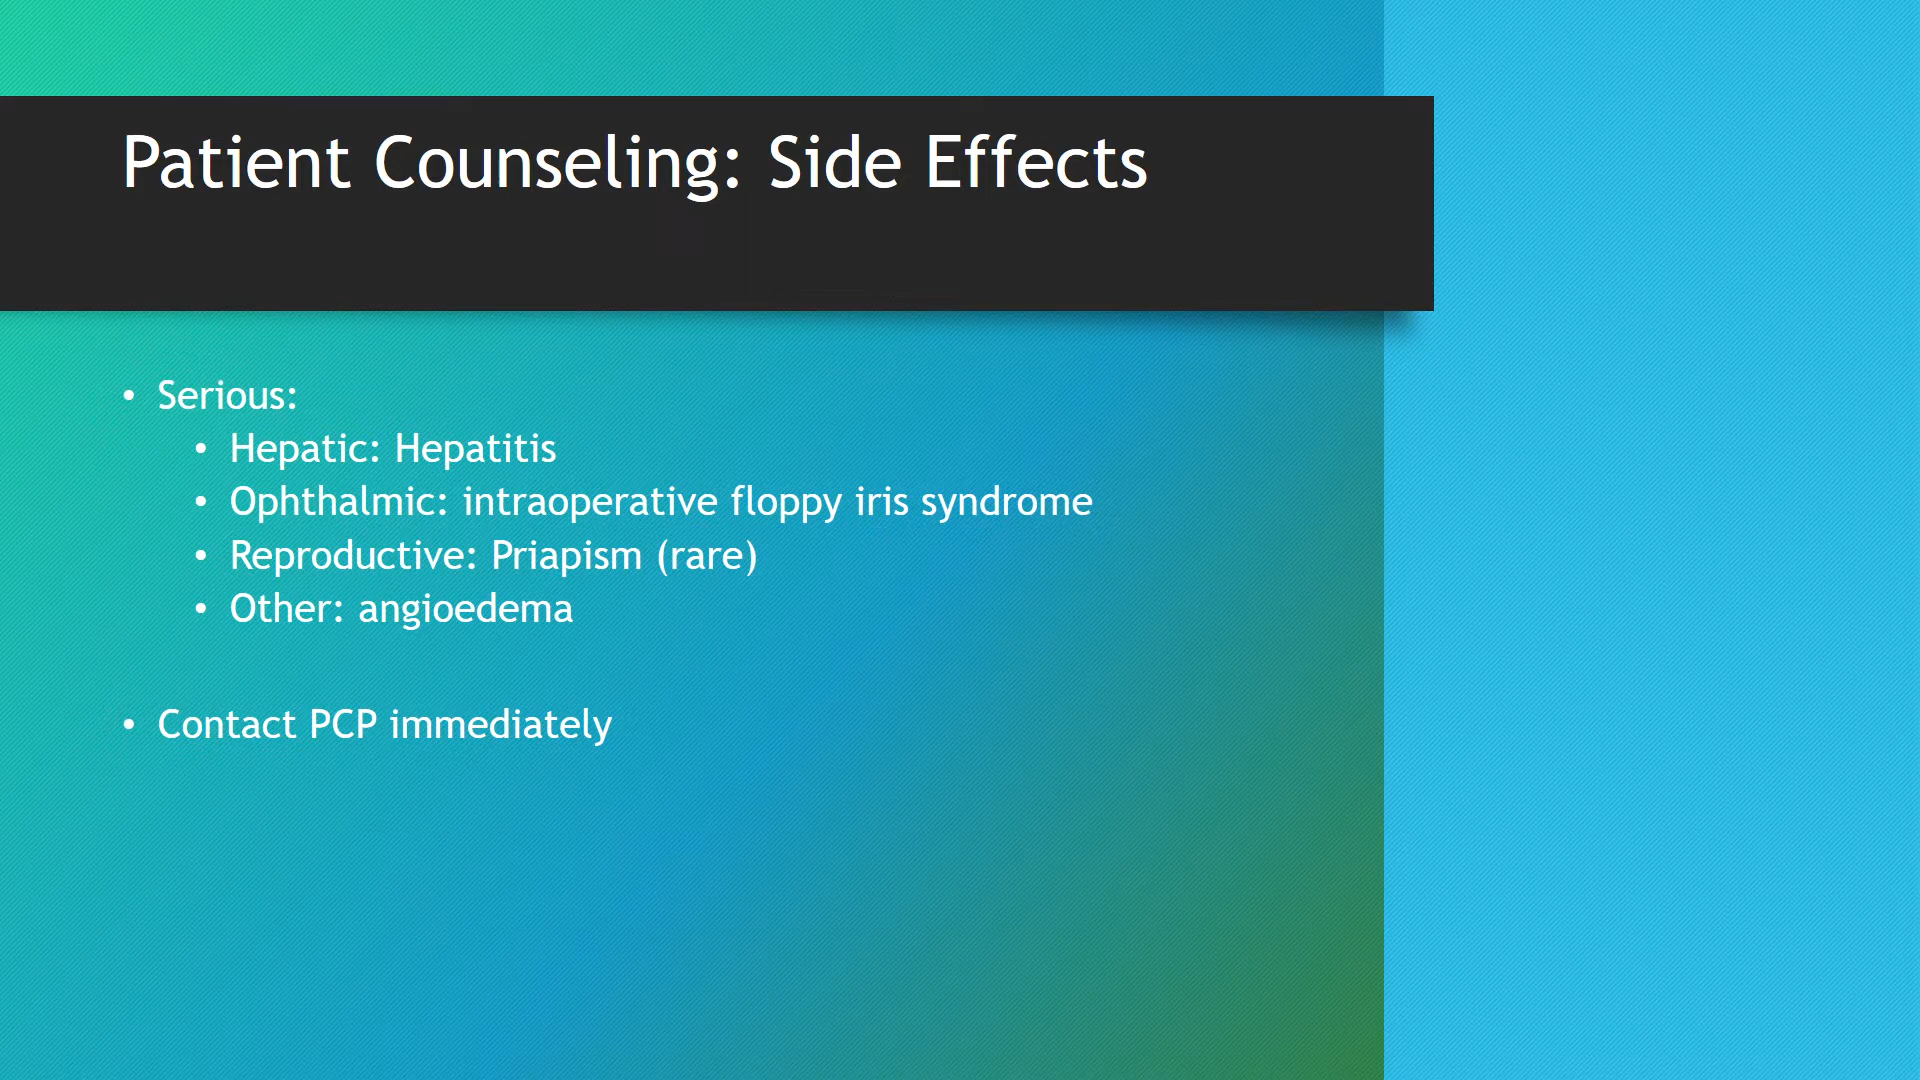 Patient Counseling: Side Effects
• Serious:
• Hepatic: Hepatitis
• Ophthalmic: intraoperative floppy iris syndrome
• Reproductive: Priapism (rare)
• Other: angioedema
• Contact PCP immediately